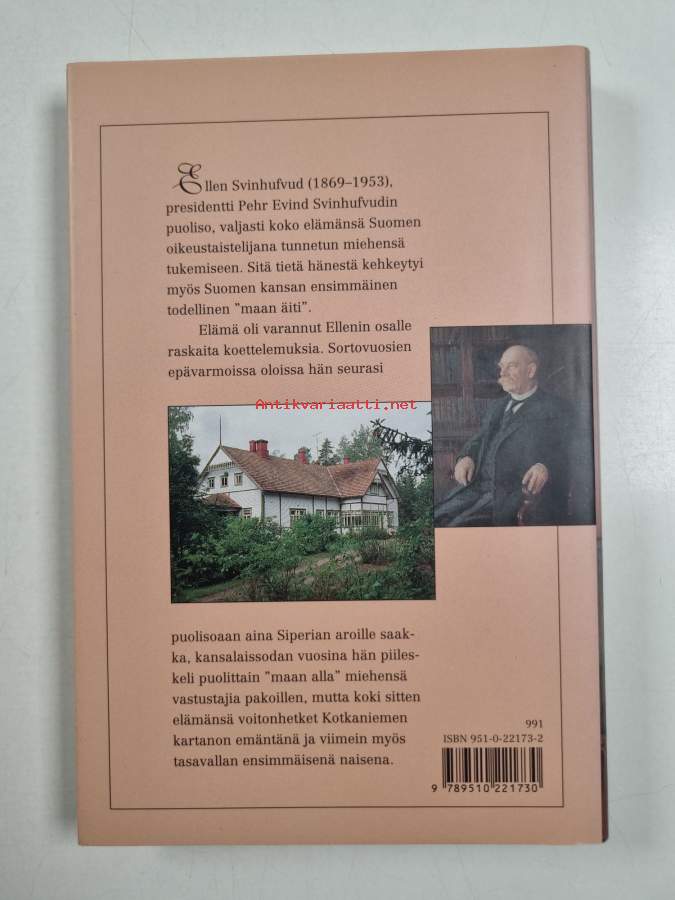 Ellen Svinhufvud (1869–1953),
presidentti Pehr Evind Svinhufvudin
puoliso, valjasti koko elämänsä Suomen
oikeustaistelijana tunnetun miehensä
tukemiseen. Sitä tietä hänestä kehkeytyi
myös Suomen kansan ensimmäinen
todellinen ”maan äiti”.
Elämä oli varannut Ellenin osalle
raskaita koettelemuksia. Sortovuosien
epävarmoissa oloissa hän seurasi
Antikvariaatti.net
puolisoaan aina Siperian aroille saak-
ka, kansalaissodan vuosina hän piiles-
keli puolittain ”maan alla” miehensä
vastustajia pakoillen, mutta koki sitten
elämänsä voitonhetket Kotkaniemen
kartanon emäntänä ja viimein myös
tasavallan ensimmäisenä naisena.
991
ISBN 951-0-22173-2
9 789510 221730